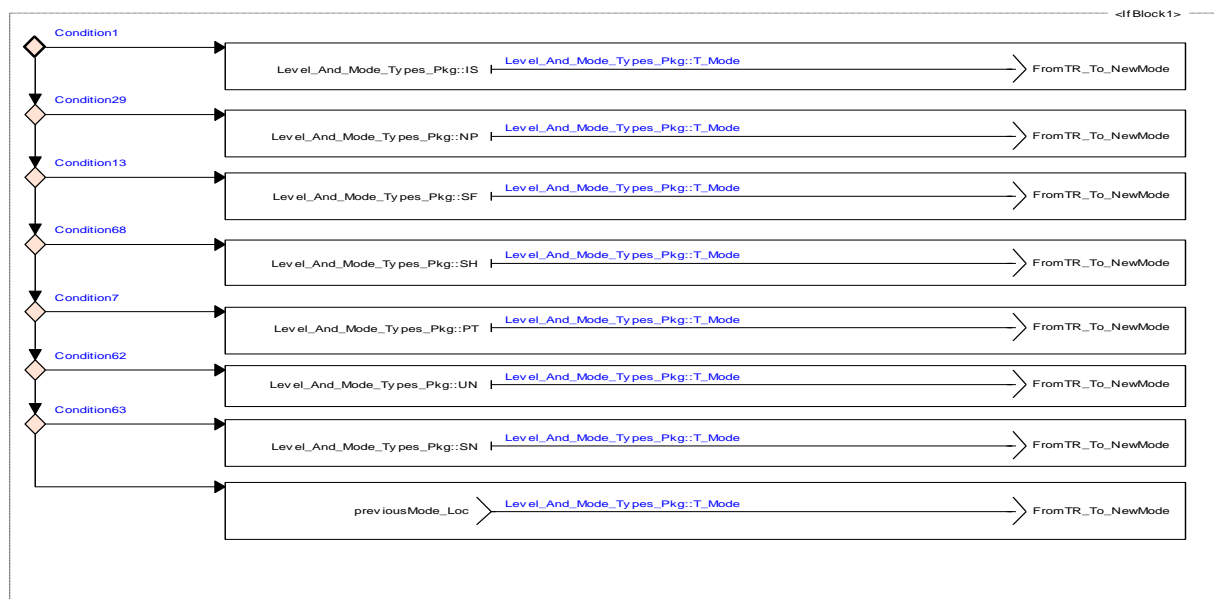 <IfBlock1>
Condition1
Level_And_Mode_Types_Pkg::IS Level_And_Mode_Types_Pkg::T_Mode FromTR_To_NewMode
Condition29
Level_And_Mode_Types_Pkg::NP Level_And_Mode_Types_Pkg::T_Mode FromTR_To_NewMode
Condition13
Level_And_Mode_Types_Pkg::SF Level_And_Mode_Types_Pkg::T_Mode FromTR_To_NewMode
Condition68
Level_And_Mode_Types_Pkg::SH Level_And_Mode_Types_Pkg::T_Mode FromTR_To_NewMode
Condition7
Level_And_Mode_Types_Pkg::PT Level_And_Mode_Types_Pkg::T_Mode FromTR_To_NewMode
Condition62
Level_And_Mode_Types_Pkg::UN Level_And_Mode_Types_Pkg::T_Mode FromTR_To_NewMode
Condition63
Level_And_Mode_Types_Pkg::SN Level_And_Mode_Types_Pkg::T_Mode FromTR_To_NewMode
previousMode_Loc Level_And_Mode_Types_Pkg::T_Mode FromTR_To_NewMode